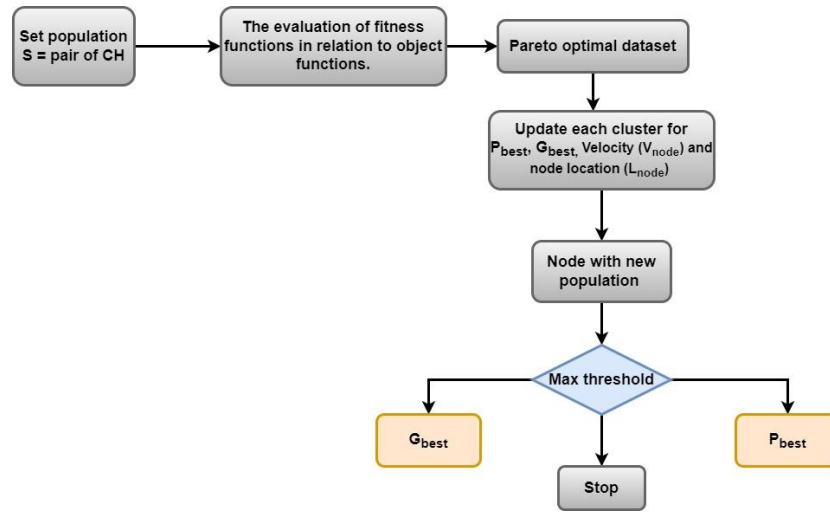 Set population
S = pair of CH
The evaluation of fitness
functions in relation to object
functions.
Pareto optimal dataset
Update each cluster for
Pbest, Gbest, Velocity (Vnode) and
node location (Lnode)
Node with new
population
Max threshold
Gbest
Pbest
Stop